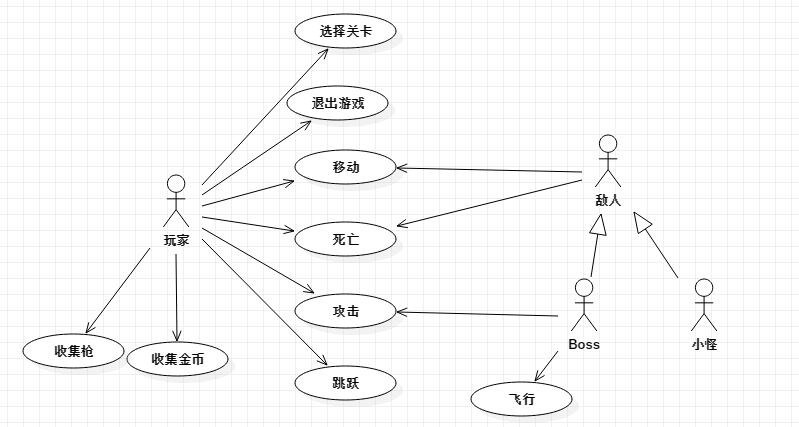 选择关卡
退出游戏
移动
敌人
玩家
死亡
攻击
Boss
小怪
收集枪
收集金币
跳跃
飞行